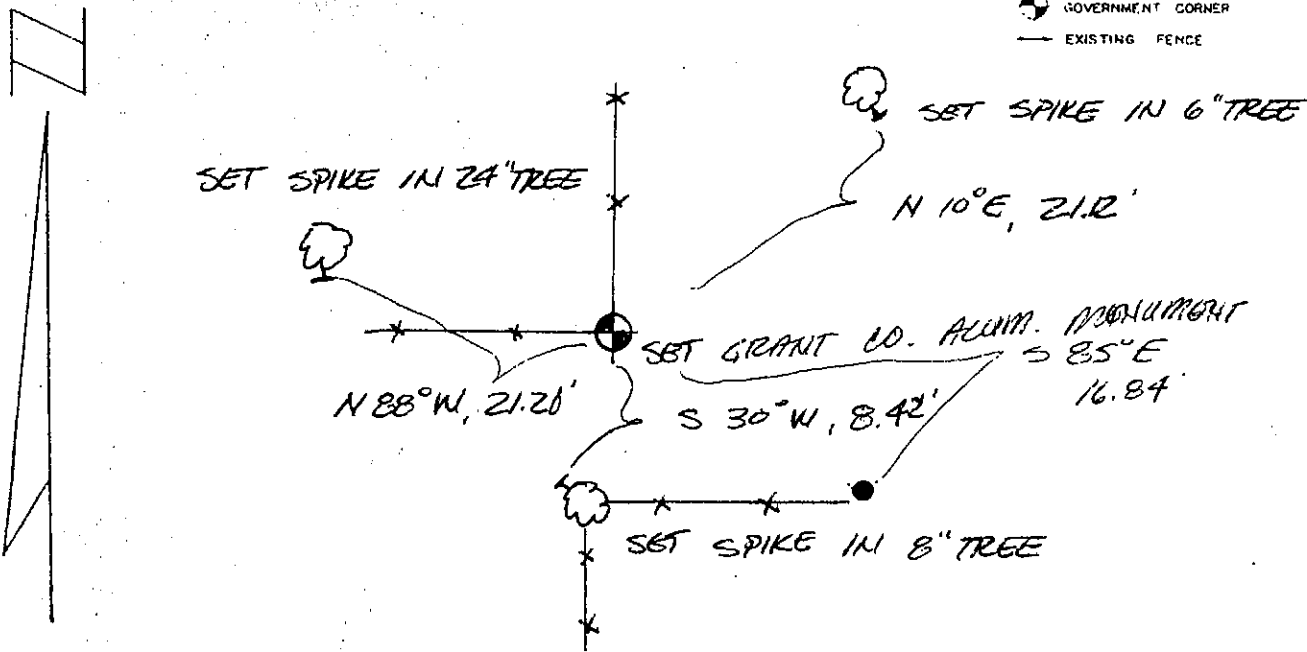 GOVERNMENT CORNER
EXISTING FENCE
SET SPIKE IN 6" TREE
SET SPIKE IN 24" TREE
N 10°E, 21.12'
SET GRANT CO. ALUM. MONUMENT
S 85°E
16.84'
N 88°W, 21.20'
S 30°W, 8.42'
SET SPIKE IN 8" TREE